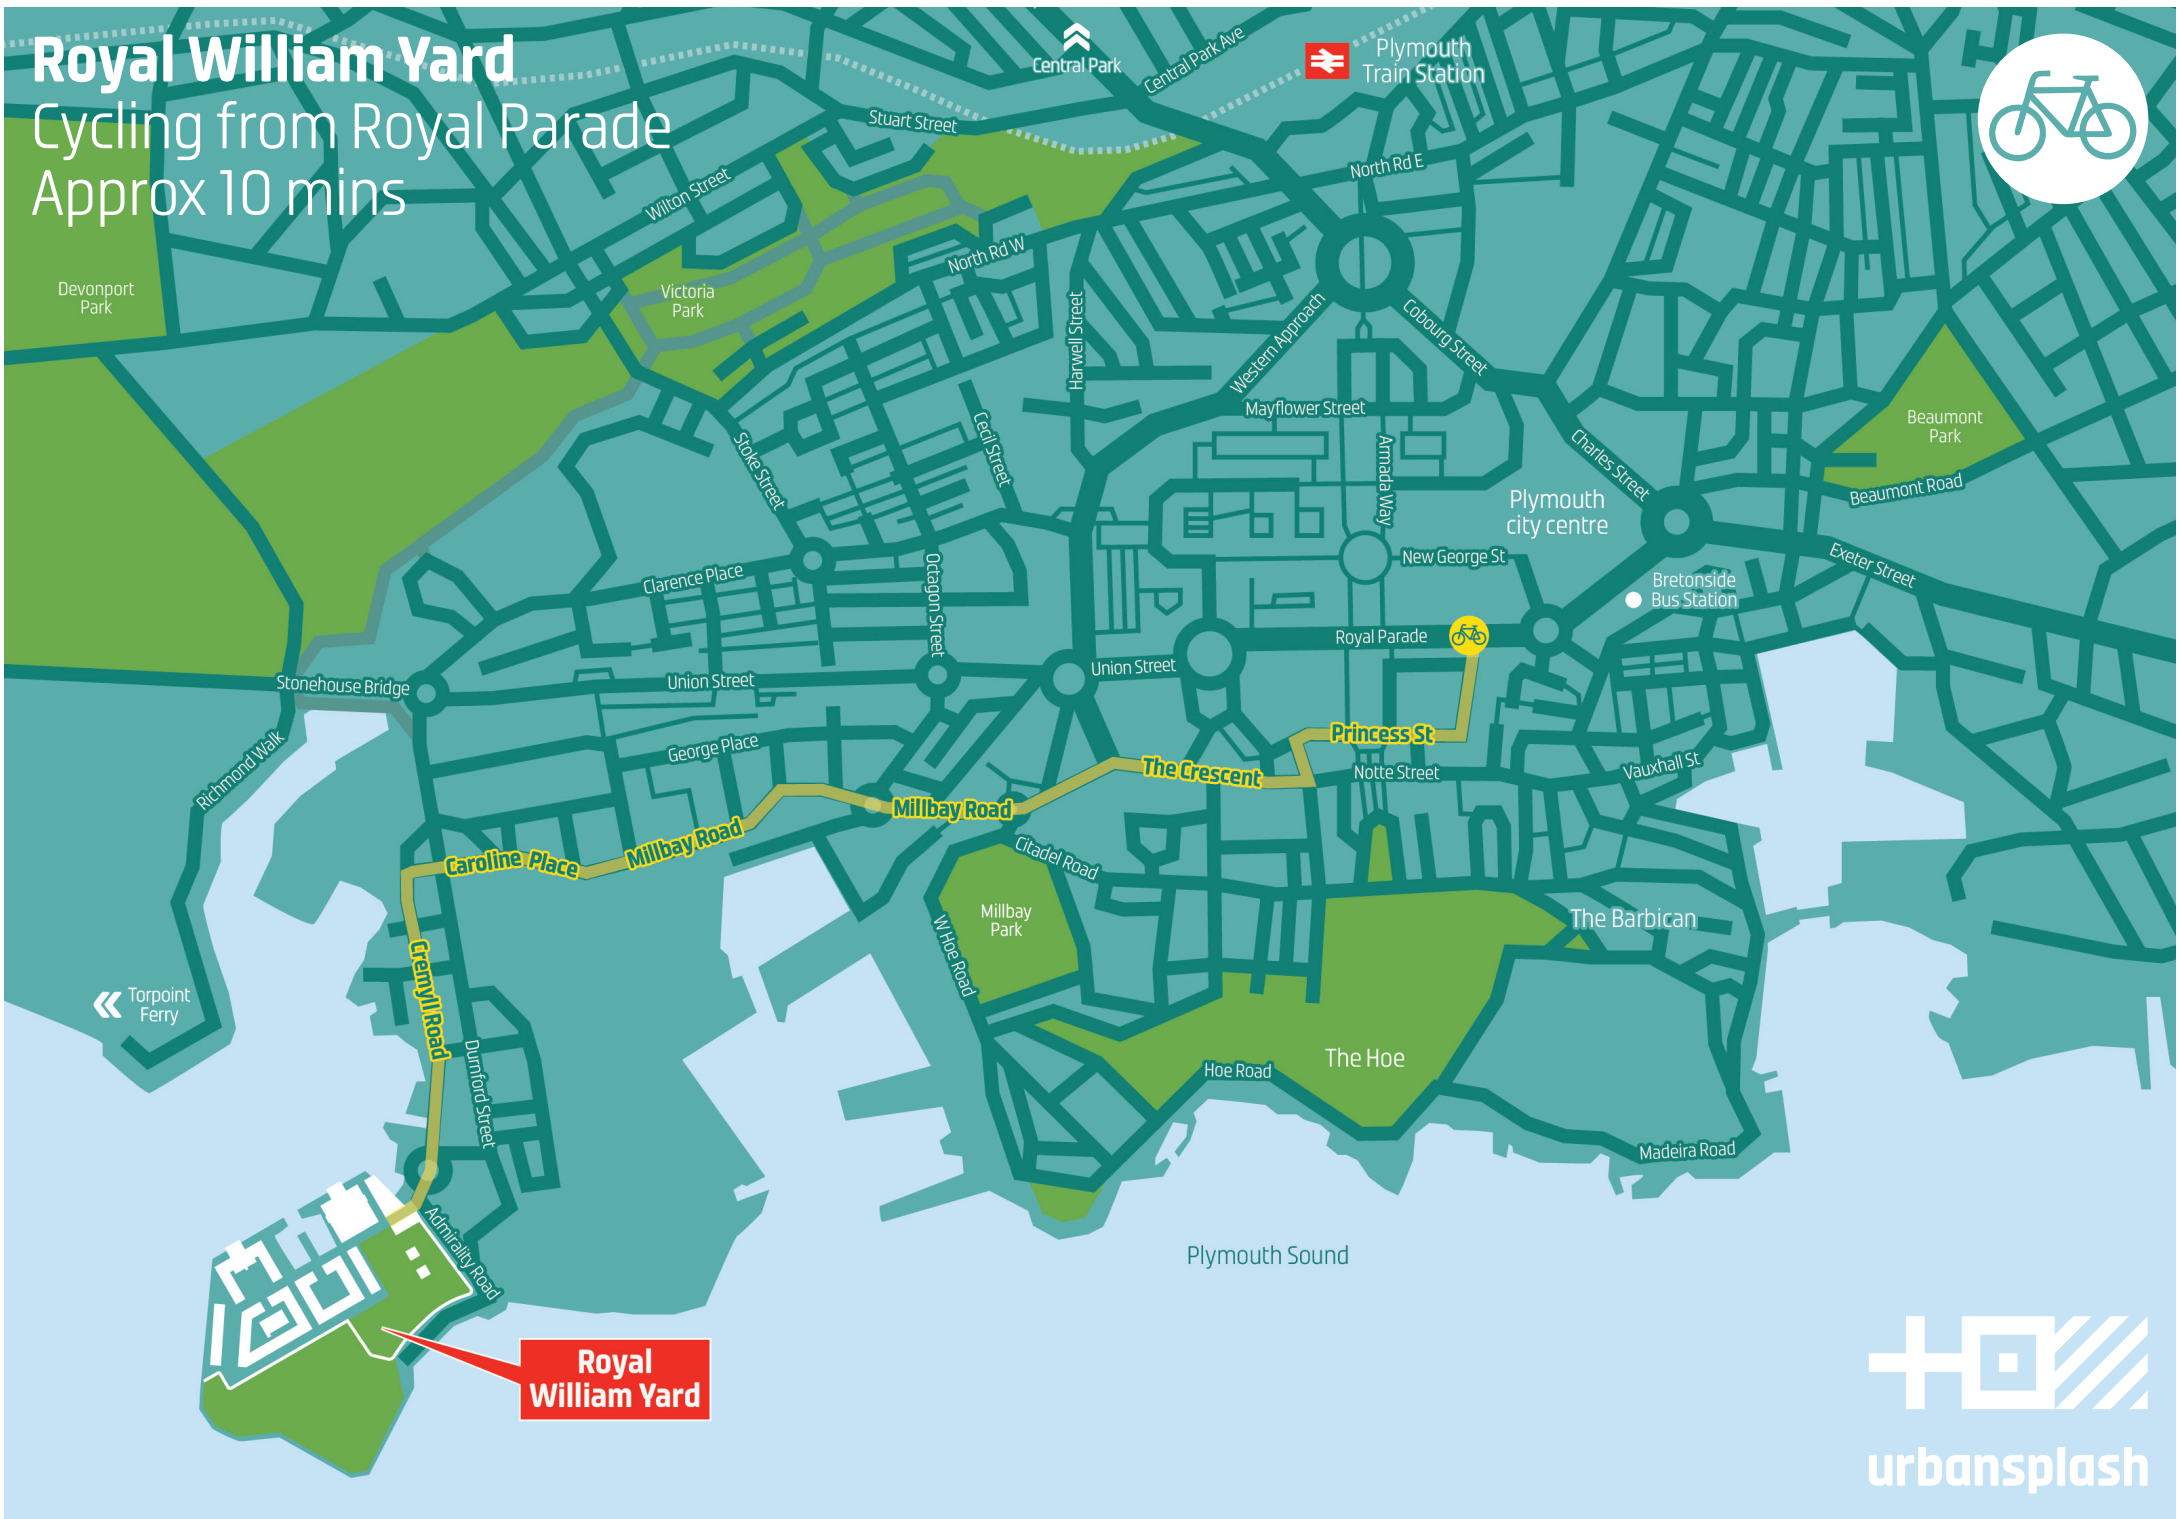 Royal William Yard
Cycling from Royal Parade
Approx 10 mins
Central Park
Central Park Ave
Plymouth
Train Station
Stuart Street
North Rd E
Wilton Street
North Rd W
Devonport
Park
Victoria
Park
Harwell Street
Western Approach
Cobourg Street
Mayflower Street
Beaumont
Park
Cecil Street
Stoke Street
Armada Way
Charles Street
Beaumont Road
Plymouth
city centre
New George St
Exeter Street
Clarence Place
Octagon Street
Bretonside
Bus Station
Royal Parade
Union Street
Union Street
Stonehouse Bridge
Princess St
George Place
Richmond Walk
The Crescent
Notte Street
Vauxhall St
Millbay Road
Millbay Road
Caroline Place
Citadel Road
Millbay
Park
The Barbican
W Hoe Road
Cremyll Road
Torpoint
Ferry
Durnford Street
The Hoe
Hoe Road
Madeira Road
Admirality Road
Plymouth Sound
Royal
William Yard
urbansplash